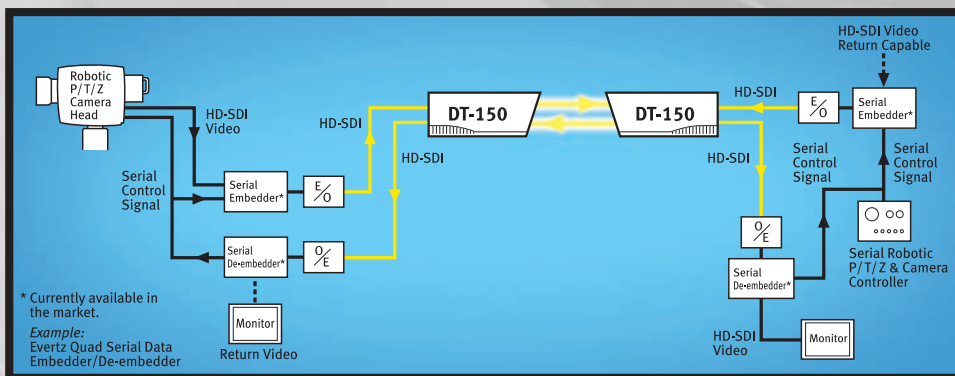 Robotic
P/T/Z
Camera
Head
HD-SDI
Video
Serial
Control
Signal
Serial
Embedder*
E/O
HD-SDI
DT-150
HD-SDI
Serial
De-embedder*
O/E
Monitor
Return Video
* Currently available in
the market.
Example:
Evertz Quad Serial Data
Embedder/De-embedder
DT-150
HD-SDI
E/O
HD-SDI Video
Return Capable
Serial
Embedder*
HD-SDI
Serial
Control
Signal
Serial
Control
Signal
O/E
Serial
De-embedder*
Serial Robotic
P/T/Z & Camera
Controller
HD-SDI
Video
Monitor